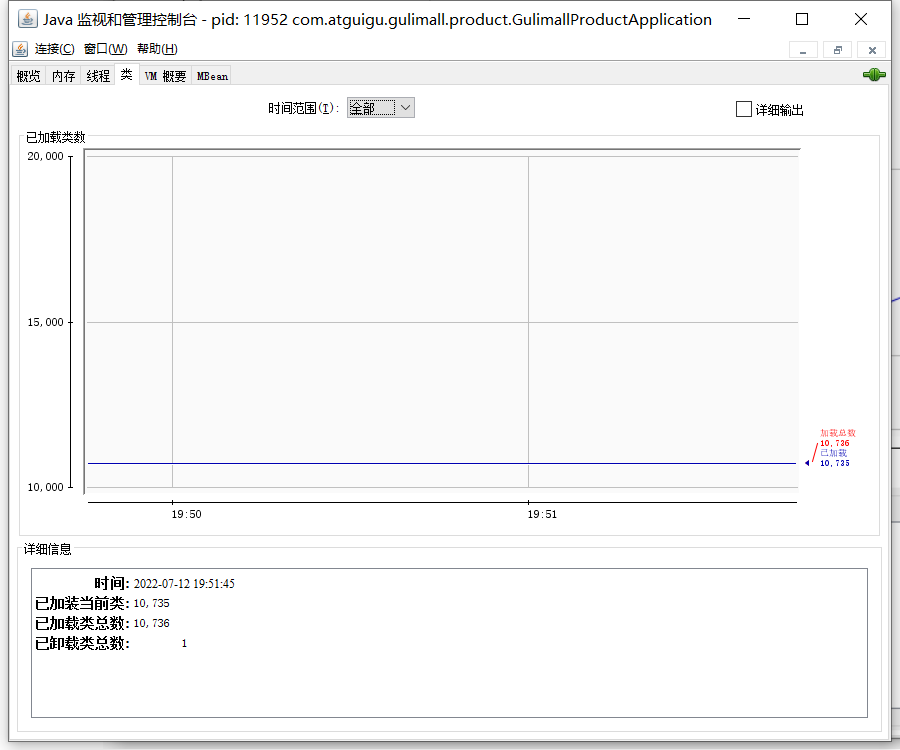 Java 监视和管理控制台 - pid: 11952 com.atguigu.gulimall.product.GulimallProductApplication
连接(C) 窗口(W) 帮助(H)
概览 内存 线程 类 VM 概要 MBean
时间范围(I): 全部 详细输出
已加载类数
20,000
15,000
加载总数
10,736
已加载
10,735
10,000
19:50 19:51
详细信息
时间: 2022-07-12 19:51:45
已加装当前类: 10,735
已加载类总数: 10,736
已卸载类总数: 1